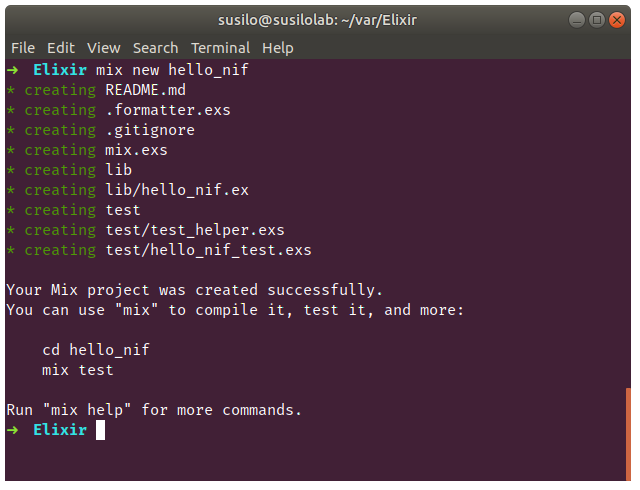 susilo@susilolab: ~/var/Elixir
File Edit View Search Terminal Help
➜ Elixir mix new hello_nif
* creating README.md
* creating .formatter.exs
* creating .gitignore
* creating mix.exs
* creating lib
* creating lib/hello_nif.ex
* creating test
* creating test/test_helper.exs
* creating test/hello_nif_test.exs
Your Mix project was created successfully.
You can use "mix" to compile it, test it, and more:
cd hello_nif
mix test
Run "mix help" for more commands.
➜ Elixir